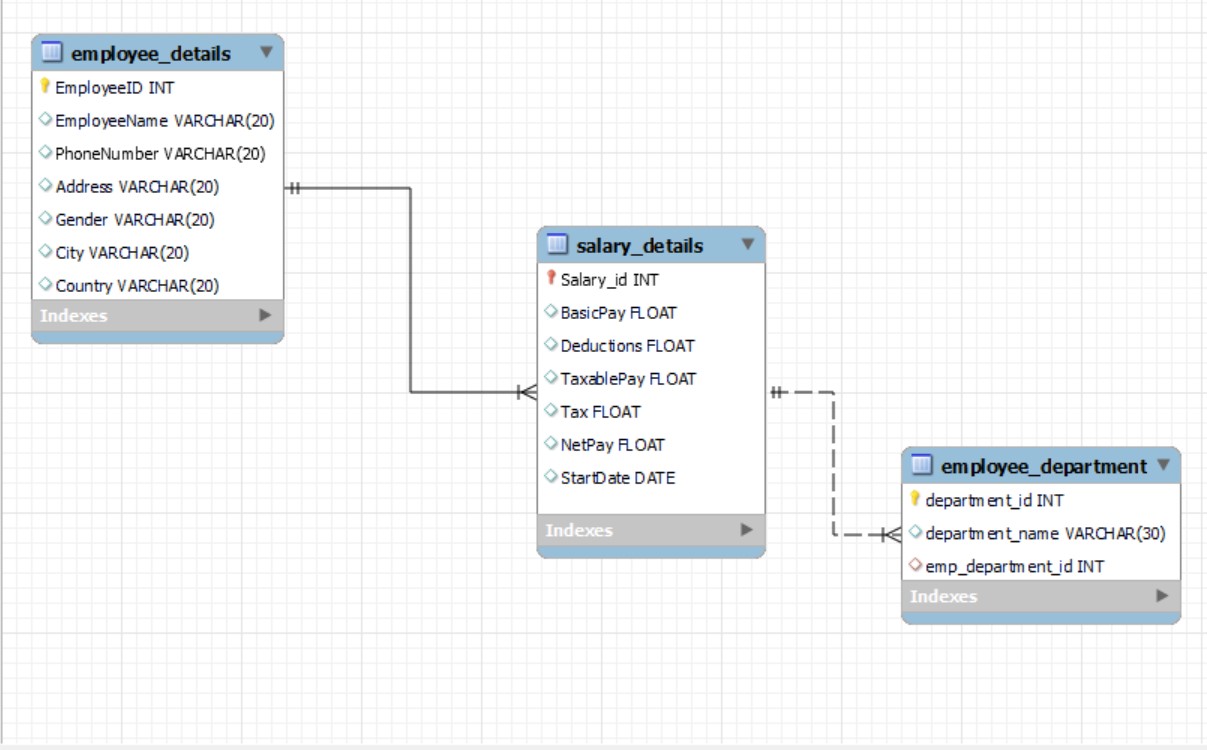 employee_details
EmployeeID INT
EmployeeName VARCHAR(20)
PhoneNumber VARCHAR(20)
Address VARCHAR(20)
Gender VARCHAR(20)
City VARCHAR(20)
Country VARCHAR(20)
Indexes
salary_details
Salary_id INT
BasicPay FLOAT
Deductions FLOAT
TaxablePay FLOAT
Tax FLOAT
NetPay FLOAT
StartDate DATE
Indexes
employee_department
department_id INT
department_name VARCHAR(30)
emp_department_id INT
Indexes